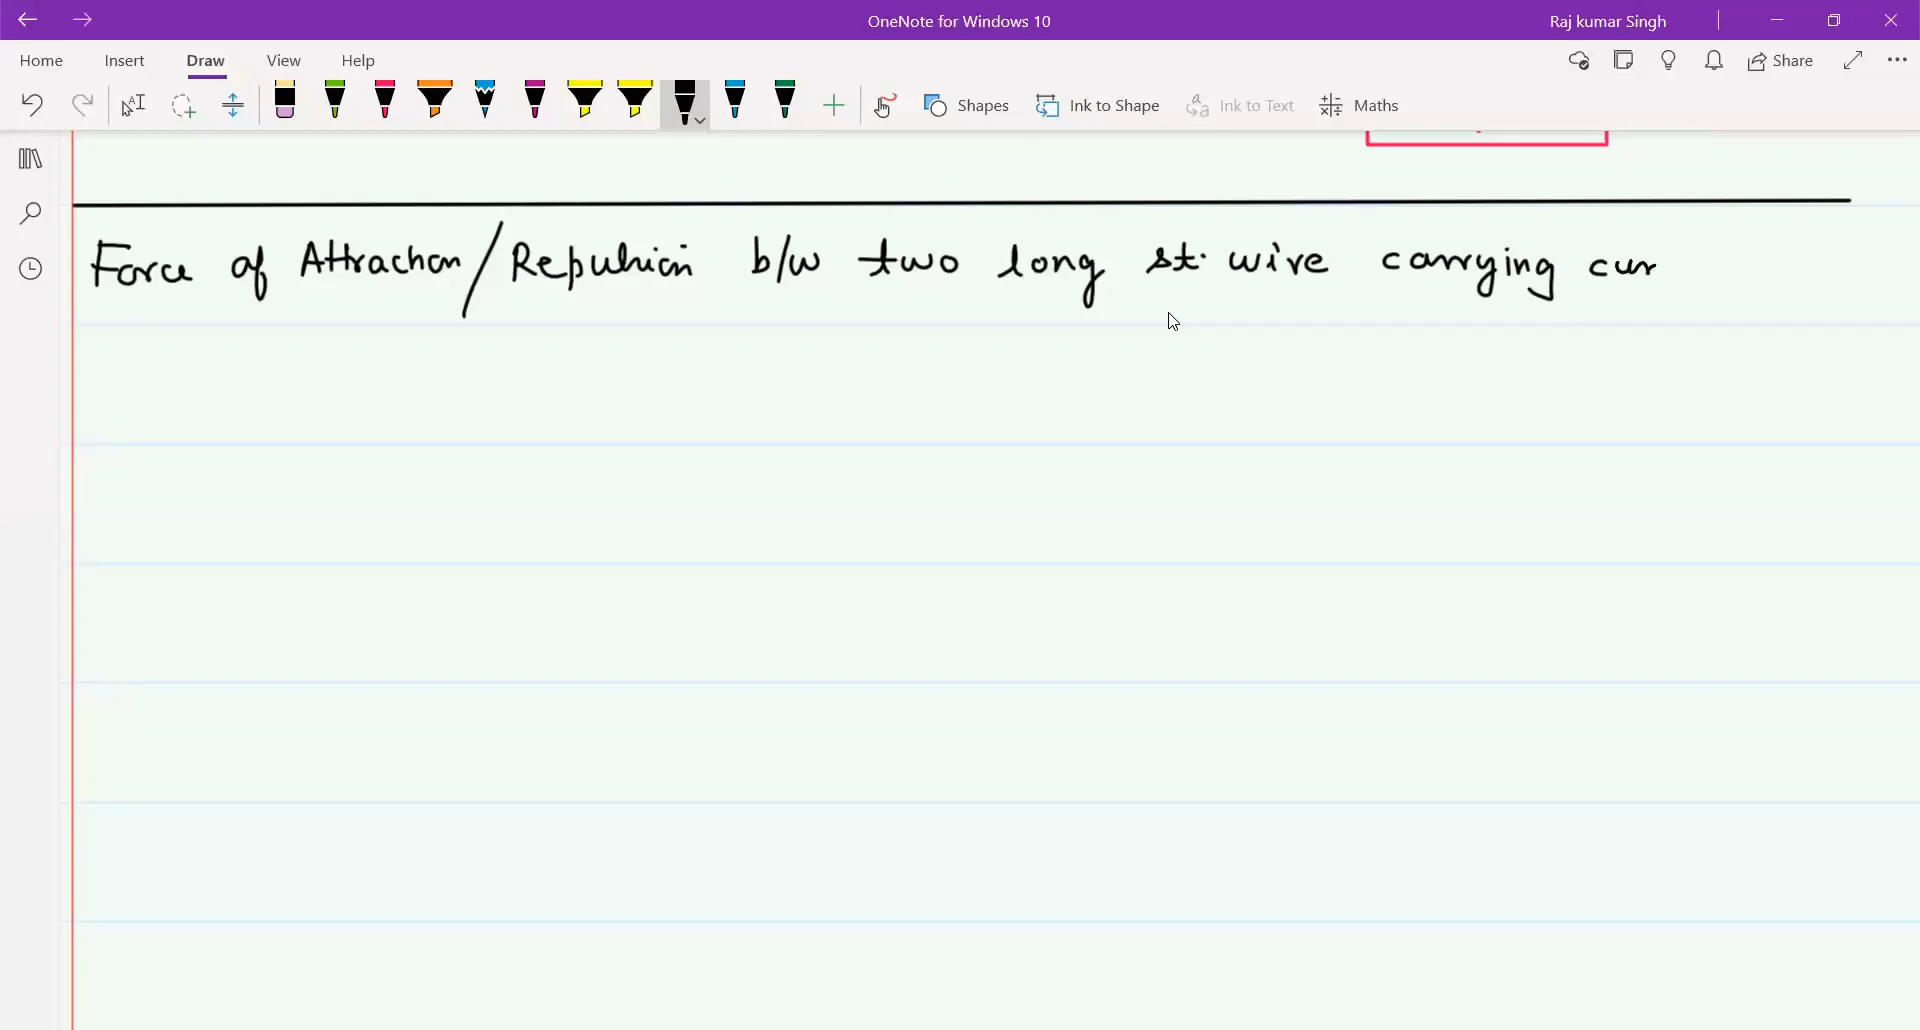 OneNote for Windows 10
Raj kumar Singh
Home Insert Draw View Help Share
Shapes Ink to Shape Ink to Text Maths
Force of Attraction/Repulsion b/w two long st. wire carrying cur